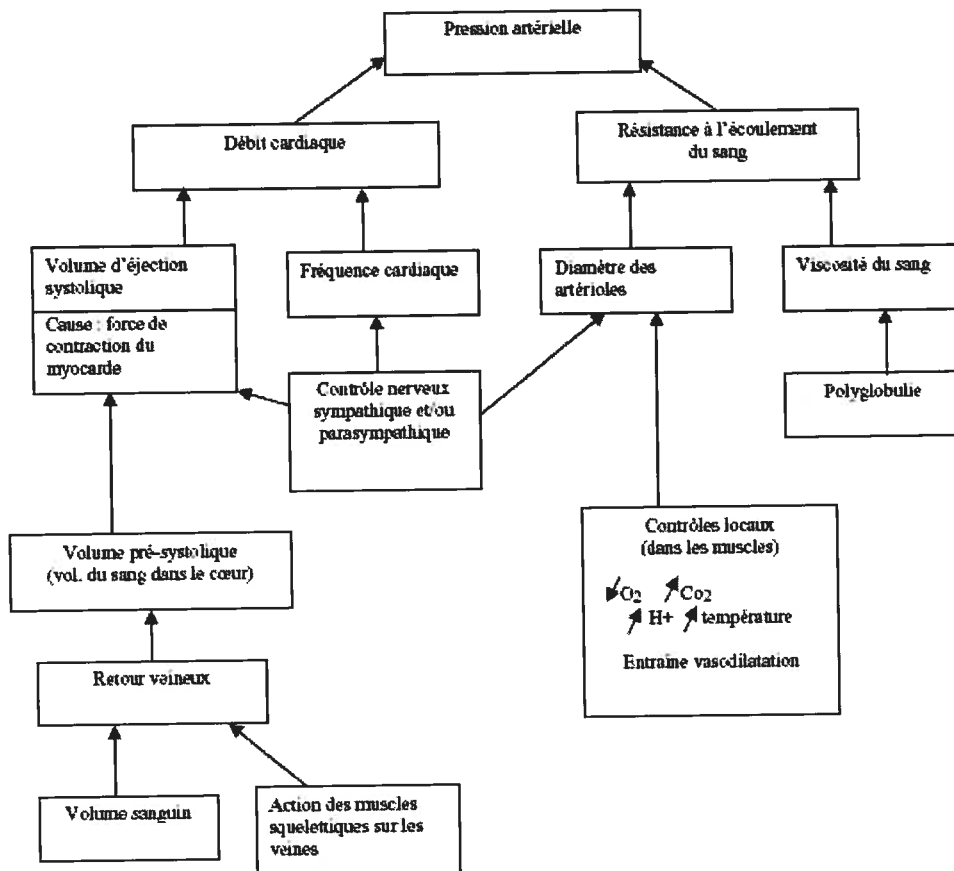 Pression artérielle
Débit cardiaque
Résistance à l'écoulement
du sang
Volume d'éjection
systolique
Cause : force de
contraction du
myocarde
Fréquence cardiaque
Diamètre des
artérioles
Viscosité du sang
Contrôle nerveux
sympathique et/ou
parasympathique
Polyglobulie
Volume pré-systolique
(vol. du sang dans le cœur)
Contrôles locaux
(dans les muscles)
O2 Co2
H+ température
Entraîne vasodilatation
Retour veineux
Volume sanguin
Action des muscles
squelettiques sur les
veines